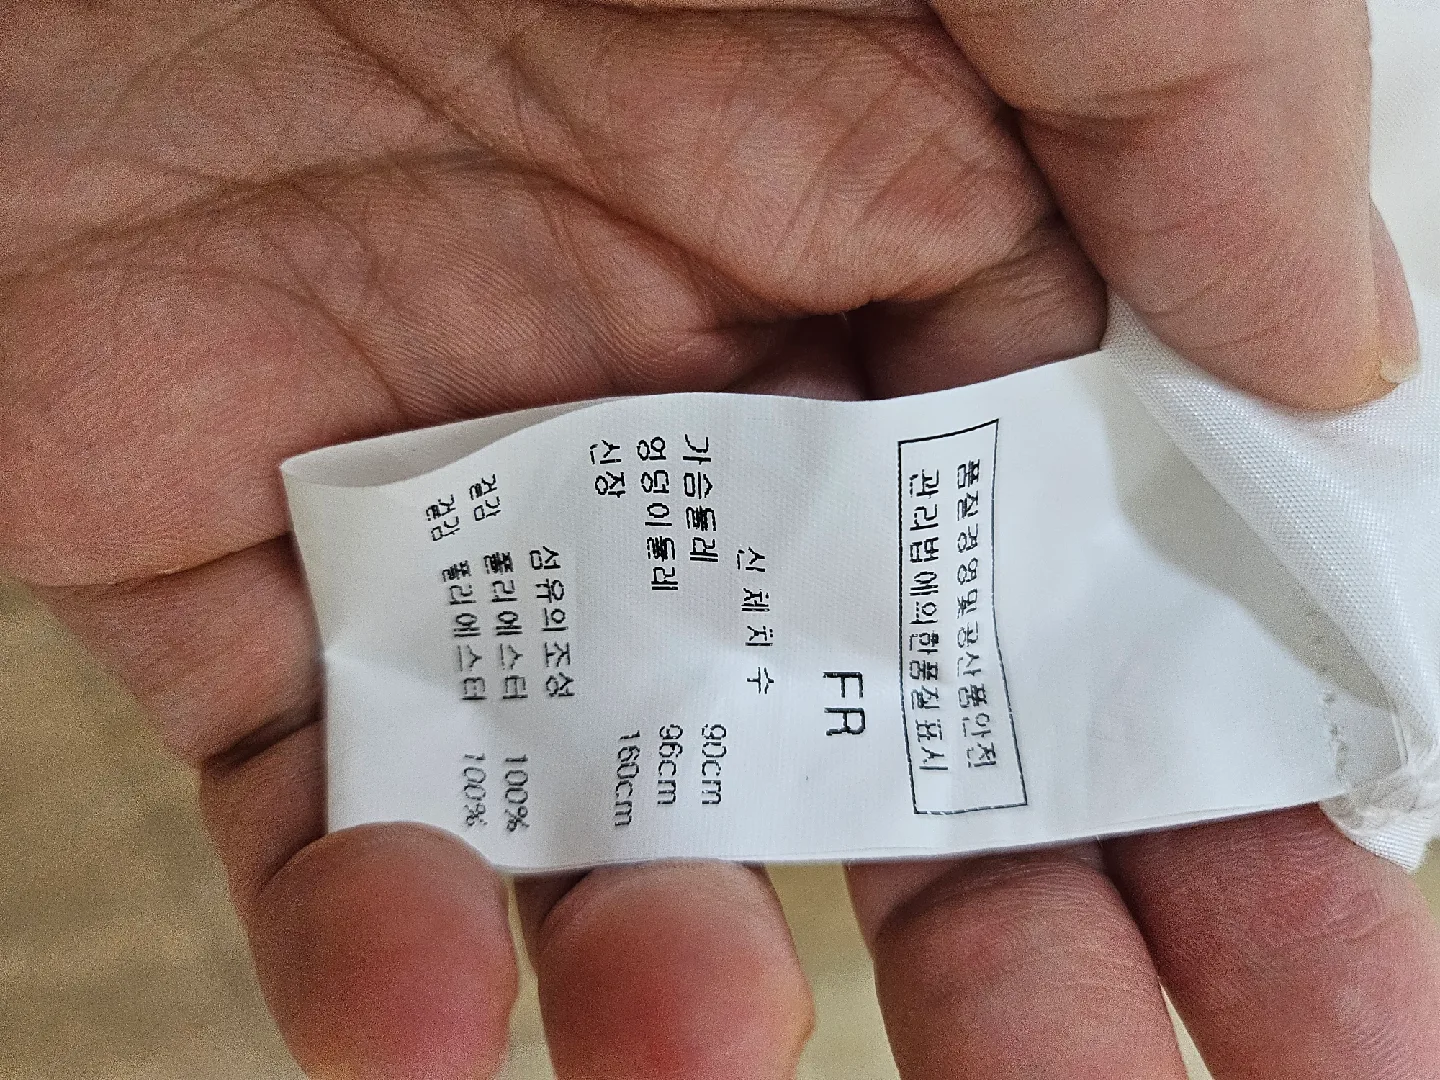 품질경영및공산품안전
관리법에의한품질표시
FR
신체치수
가슴둘레 90cm
엉덩이둘레 96cm
신장 160cm
섬유의조성
겉감 폴리에스터 100%
겉감 폴리에스터 100%